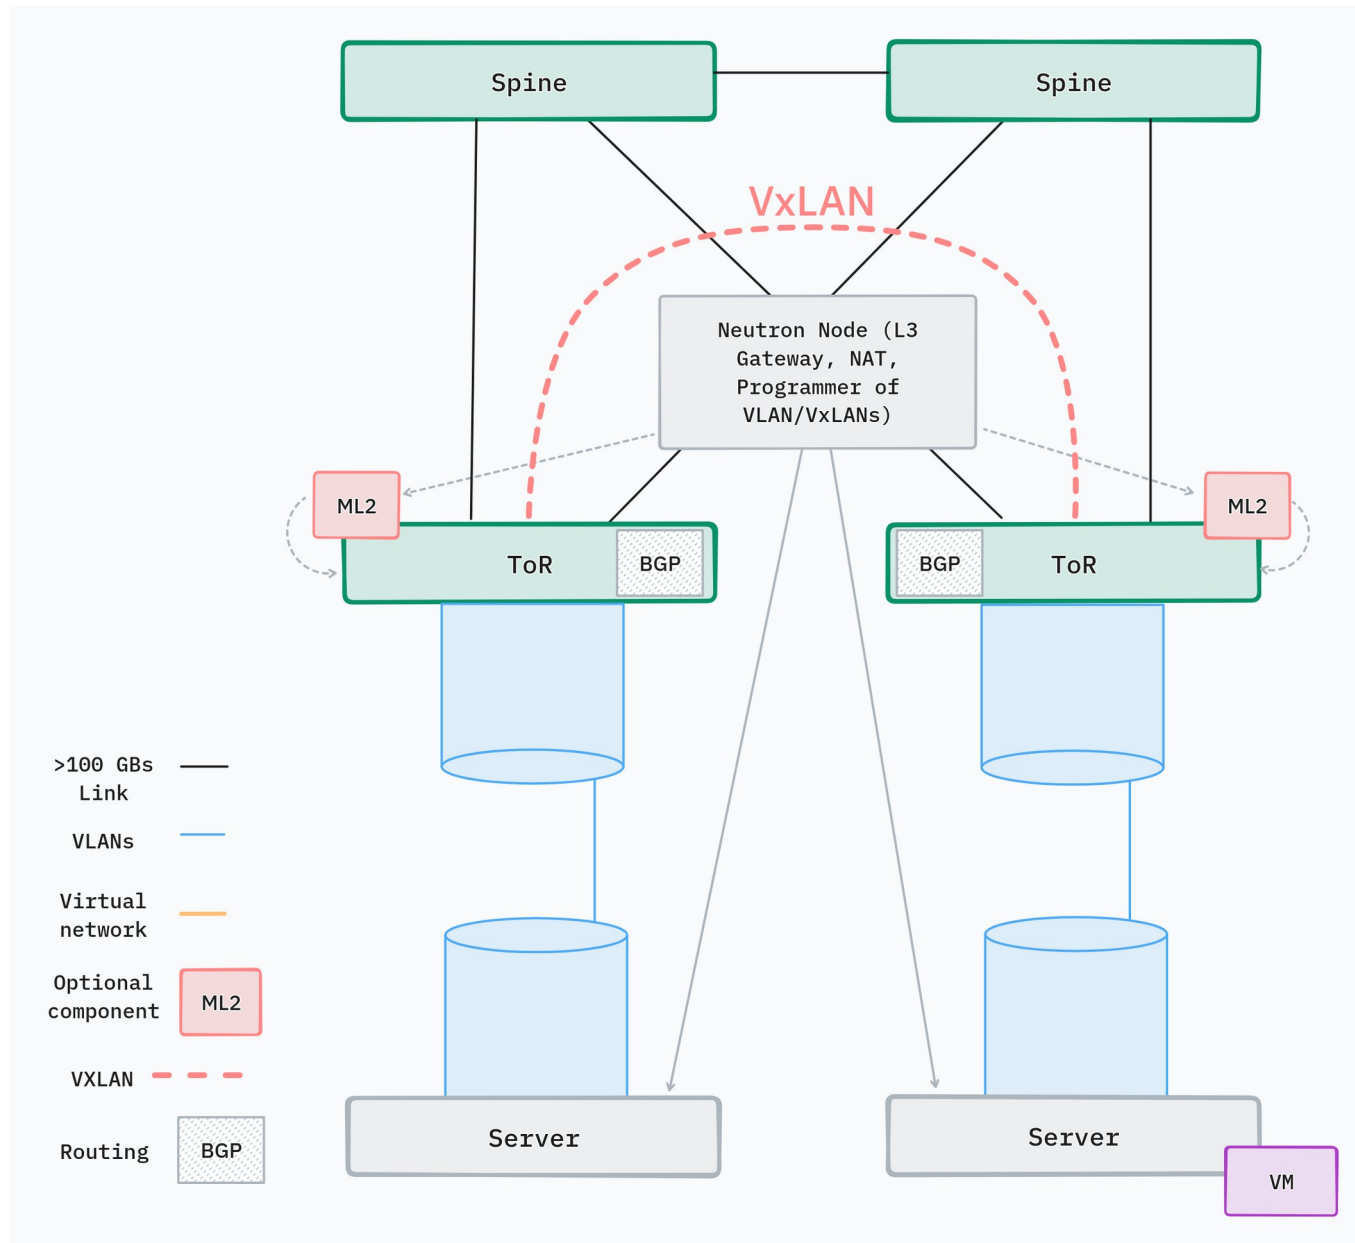 Spine
Spine
VxLAN
Neutron Node (L3
Gateway, NAT,
Programmer of
VLAN/VxLANs)
ML2
ML2
ToR
BGP
BGP
ToR
>100 GBs
Link
VLANs
Virtual
network
Optional
component
ML2
VXLAN
Routing
BGP
Server
Server
VM